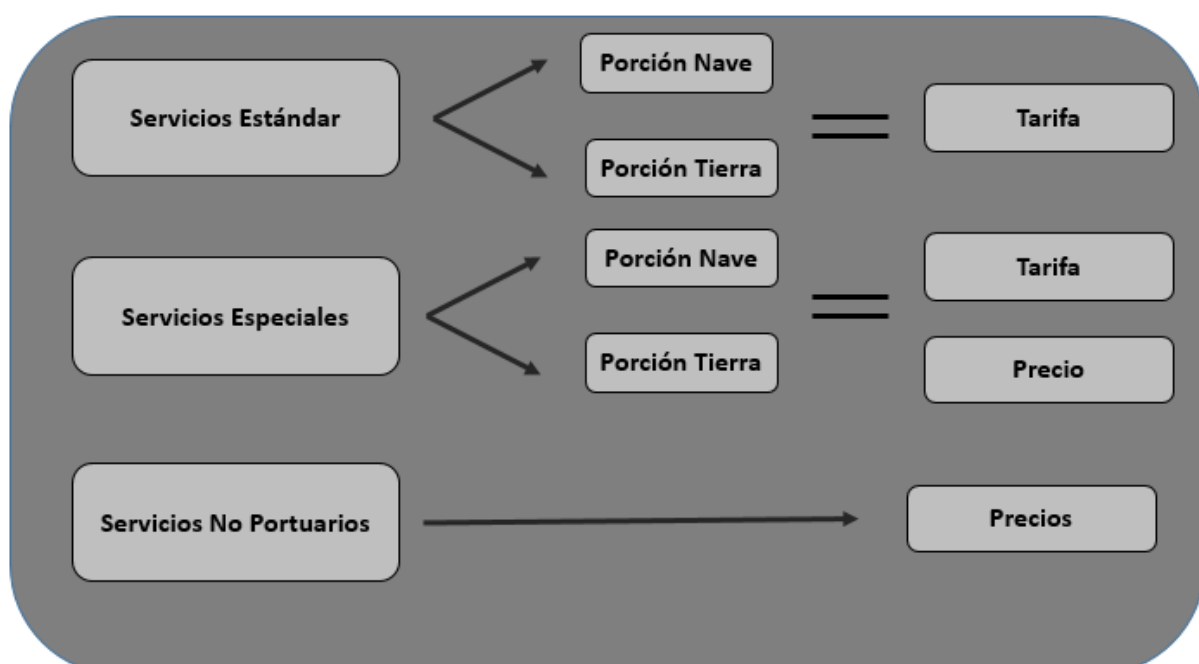 Servicios Estándar
Porción Nave
Porción Tierra
Tarifa
Servicios Especiales
Porción Nave
Porción Tierra
Tarifa
Precio
Servicios No Portuarios
Precios